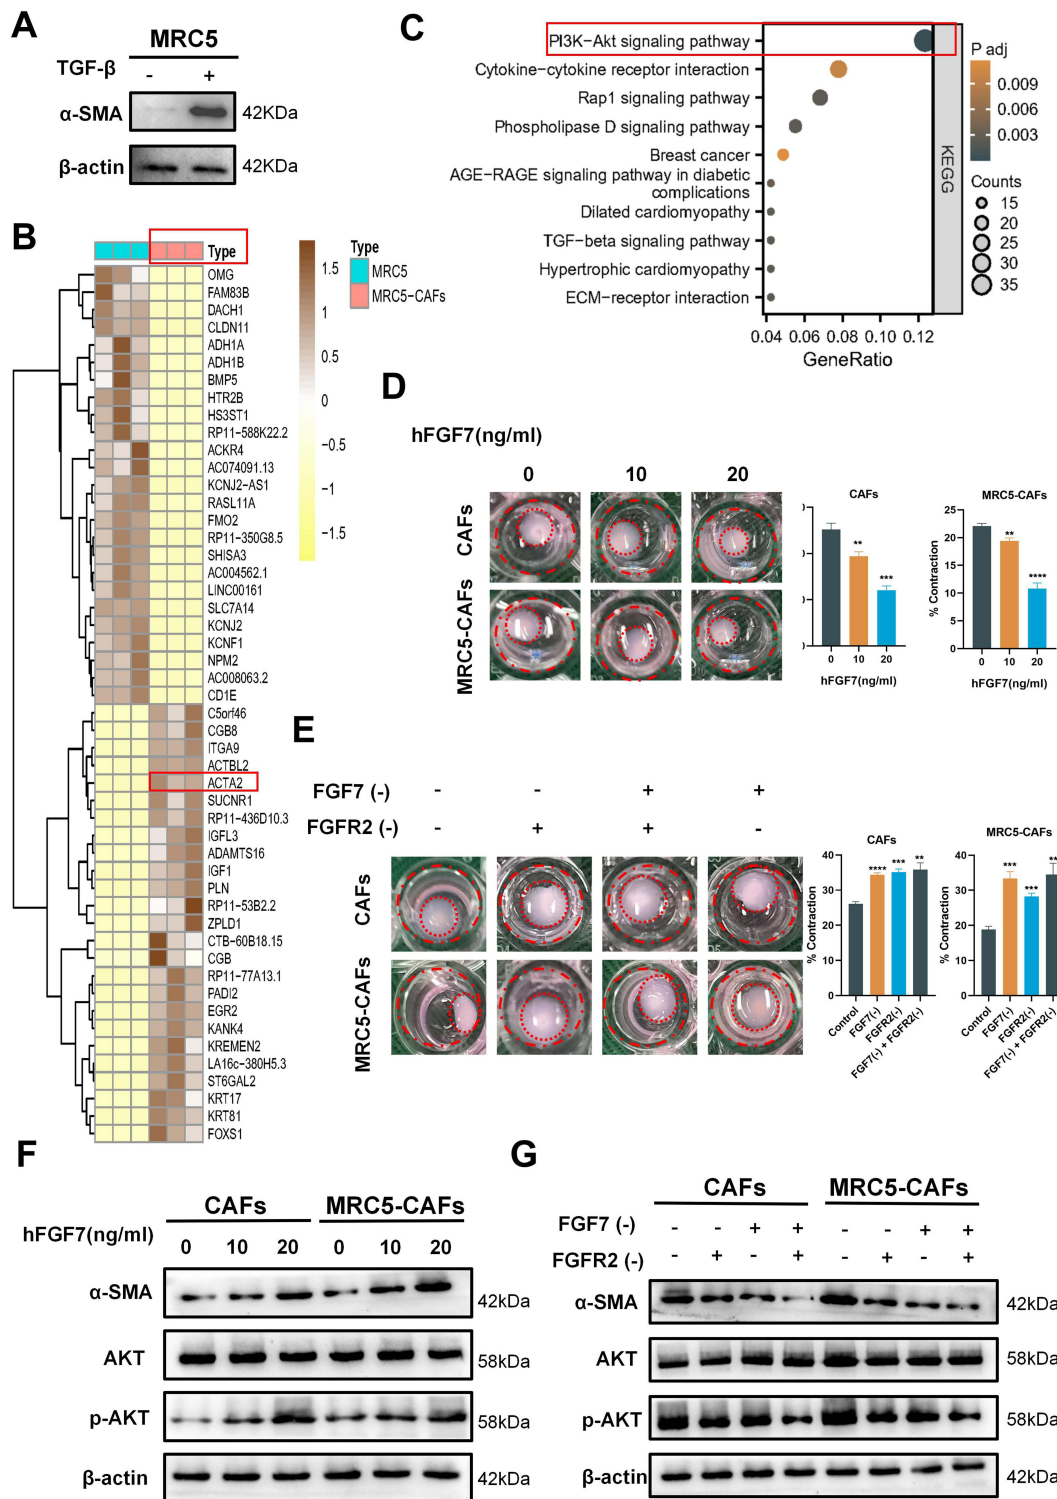 A
MRC5
TGF-β - +
α-SMA 42KDa
β-actin 42KDa
B
Type
OMG
FAM83B
DACH1
CLDN11
ADH1A
ADH1B
BMP5
HTR2B
HS3ST1
RP11-588K22.2
ACKR4
AC074091.13
KCNJ2-AS1
RASL11A
FMO2
RP11-350G8.5
SHISA3
AC004562.1
LINC00161
SLC7A14
KCNJ2
KCNF1
NPM2
AC008063.2
CD1E
C5orf46
CGB8
ITGA9
ACTBL2
ACTA2
SUCNR1
RP11-436D10.3
IGFL3
ADAMTS16
IGF1
PLN
RP11-53B2.2
ZPLD1
CTB-60B18.15
CGB
RP11-77A13.1
PADI2
EGR2
KANK4
KREMEN2
LA16c-380H5.3
ST6GAL2
KRT17
KRT81
FOXS1
1.5
1
0.5
0
-0.5
-1
-1.5
Type
MRC5
MRC5-CAFs
C
PI3K-Akt signaling pathway
Cytokine-cytokine receptor interaction
Rap1 signaling pathway
Phospholipase D signaling pathway
Breast cancer
AGE-RAGE signaling pathway in diabetic
complications
Dilated cardiomyopathy
TGF-beta signaling pathway
Hypertrophic cardiomyopathy
ECM-receptor interaction
0.04 0.06 0.08 0.10 0.12
GeneRatio
KEGG
P adj
0.009
0.006
0.003
Counts
15
20
25
30
35
D
hFGF7(ng/ml)
0 10 20
CAFs
MRC5-CAFs
CAFs
**
***
0 10 20
hFGF7(ng/ml)
MRC5-CAFs
% Contraction
25
20
15
10
5
0
**
****
0 10 20
hFGF7(ng/ml)
E
FGF7 (-) - - + +
FGFR2 (-) - + + -
CAFs
MRC5-CAFs
CAFs
% Contraction
40
30
20
10
0
**** *** **
Control
FGF7(-)
FGFR2(-)
FGF7(-) + FGFR2(-)
MRC5-CAFs
% Contraction
40
30
20
10
0
*** *** **
Control
FGF7(-)
FGFR2(-)
FGF7(-) + FGFR2(-)
F
CAFs MRC5-CAFs
hFGF7(ng/ml) 0 10 20 0 10 20
α-SMA 42kDa
AKT 58kDa
p-AKT 58kDa
β-actin 42kDa
G
CAFs MRC5-CAFs
FGF7 (-) - - + + - - + +
FGFR2 (-) - + - + - + - +
α-SMA 42kDa
AKT 58kDa
p-AKT 58kDa
β-actin 42kDa